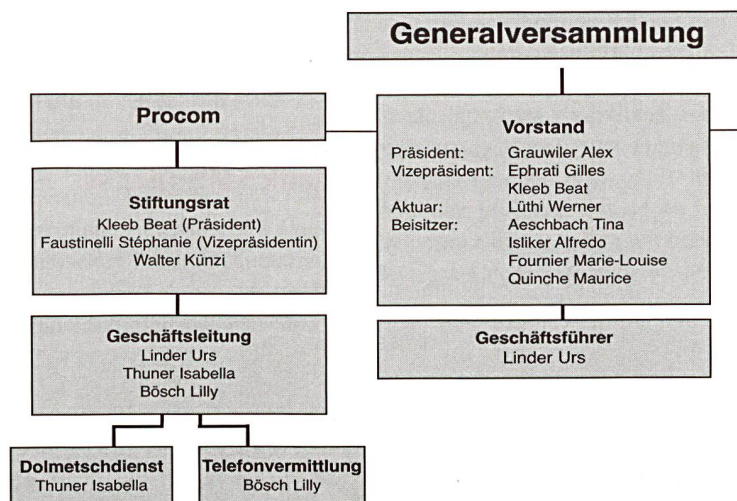 Generalversammlung
Procom
Stiftungsrat
Kleeb Beat (Präsident)
Faustinelli Stéphanie (Vizepräsidentin)
Walter Künzi
Geschäftsleitung
Linder Urs
Thuner Isabella
Bösch Lilly
Dolmetschdienst
Thuner Isabella
Telefonvermittlung
Bösch Lilly
Vorstand
Präsident: Grauwiler Alex
Vizepräsident: Ephrati Gilles
Kleeb Beat
Aktuar: Lüthi Werner
Beisitzer: Aeschbach Tina
Isliker Alfredo
Fournier Marie-Louise
Quinche Maurice
Geschäftsführer
Linder Urs